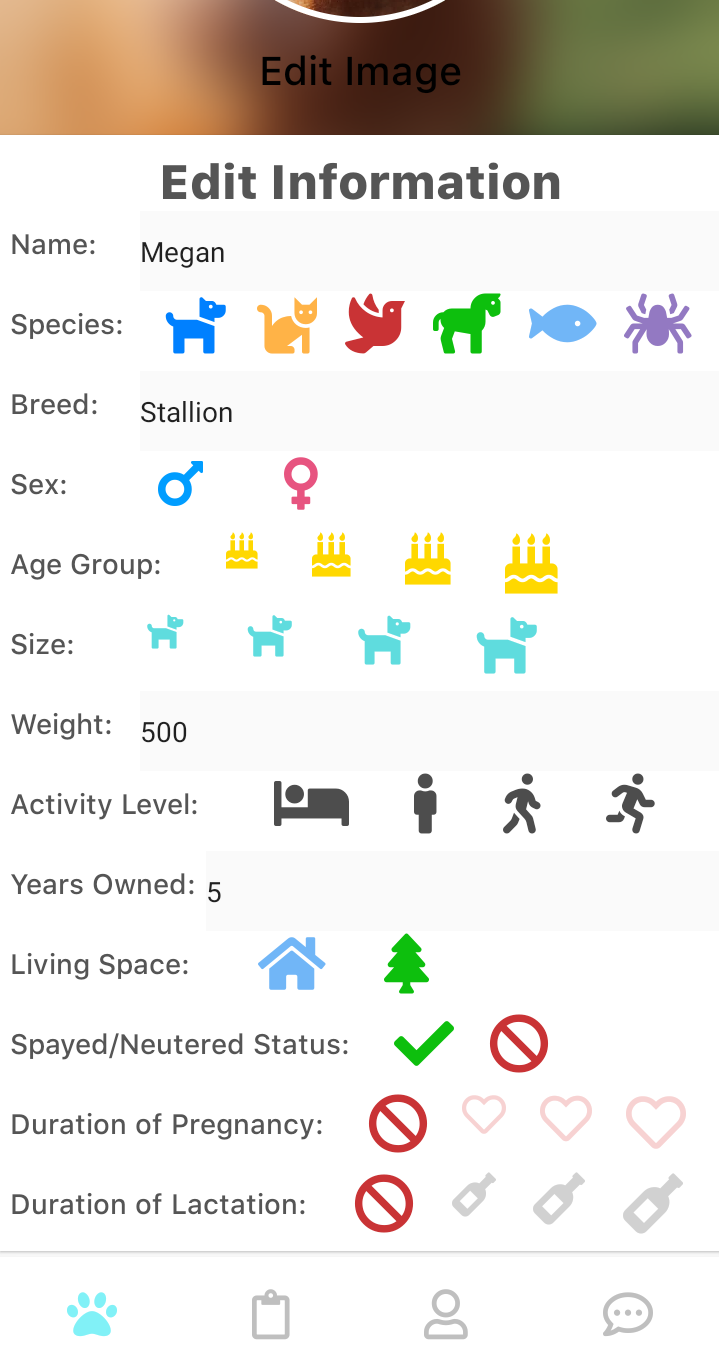 Edit Image
Edit Information
Name: Megan
Species:
Breed: Stallion
Sex:
Age Group:
Size:
Weight: 500
Activity Level:
Years Owned: 5
Living Space:
Spayed/Neutered Status:
Duration of Pregnancy:
Duration of Lactation: